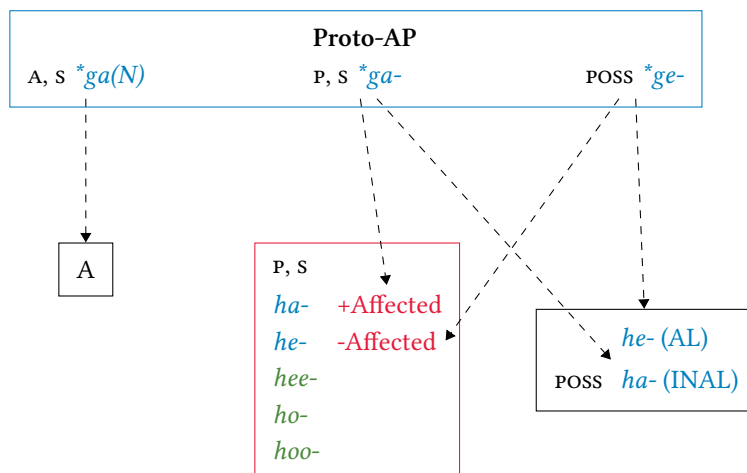 Proto-AP
A, S *ga(N) P, S *ga- POSS *ge-
A
P, S
ha- +Affected
he- -Affected
hee-
ho-
hoo-
he- (AL)
POSS ha- (INAL)